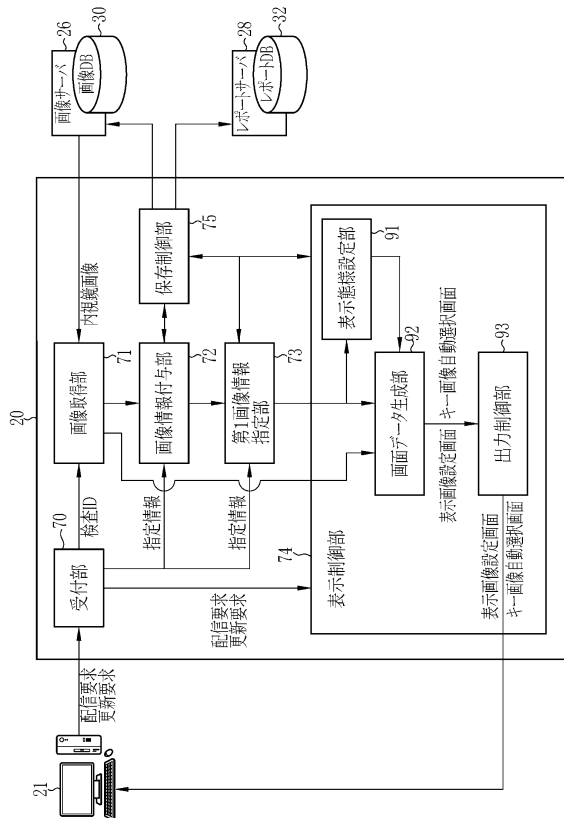 20
21
配信要求
更新要求
受付部
70
検査ID
画像取得部
71
内視鏡画像
画像サーバ
26
画像DB
30
指定情報
画像情報付与部
72
保存制御部
75
レポートサーバ
28
レポートDB
32
指定情報
第1画像情報
指定部
73
配信要求
更新要求
74
表示制御部
表示態様設定部
91
画面データ生成部
92
表示画像設定画面
キー画像自動選択画面
出力制御部
93
表示画像設定画面
キー画像自動選択画面